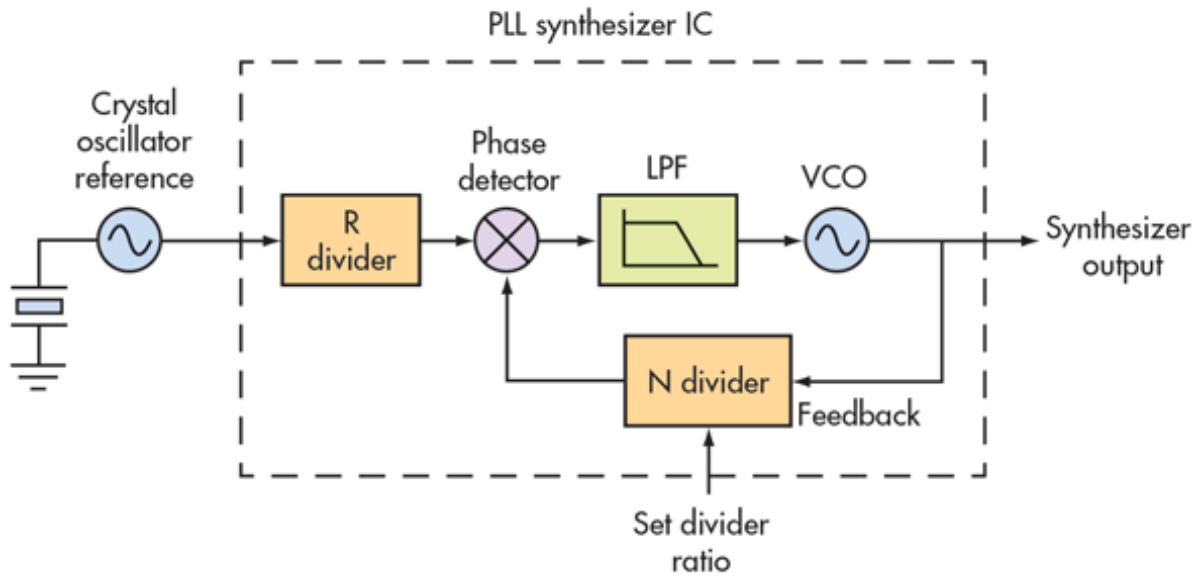 PLL synthesizer IC
Crystal
oscillator
reference
Phase
detector
LPF
VCO
R
divider
Synthesizer
output
N divider
Feedback
Set divider
ratio